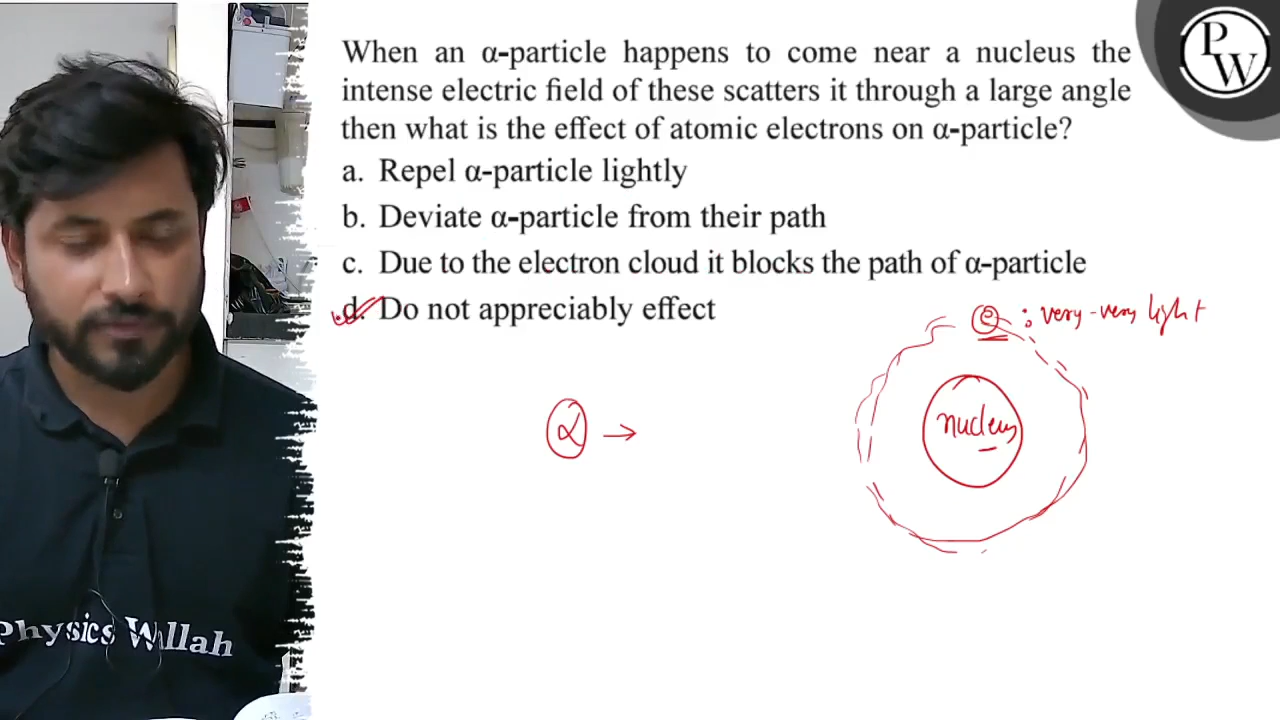 When an α-particle happens to come near a nucleus the
intense electric field of these scatters it through a large angle
then what is the effect of atomic electrons on α-particle?
a. Repel α-particle lightly
b. Deviate α-particle from their path
c. Due to the electron cloud it blocks the path of α-particle
d. Do not appreciably effect
e : very-very light
α →
nucleus
Physics Wallah
P
W